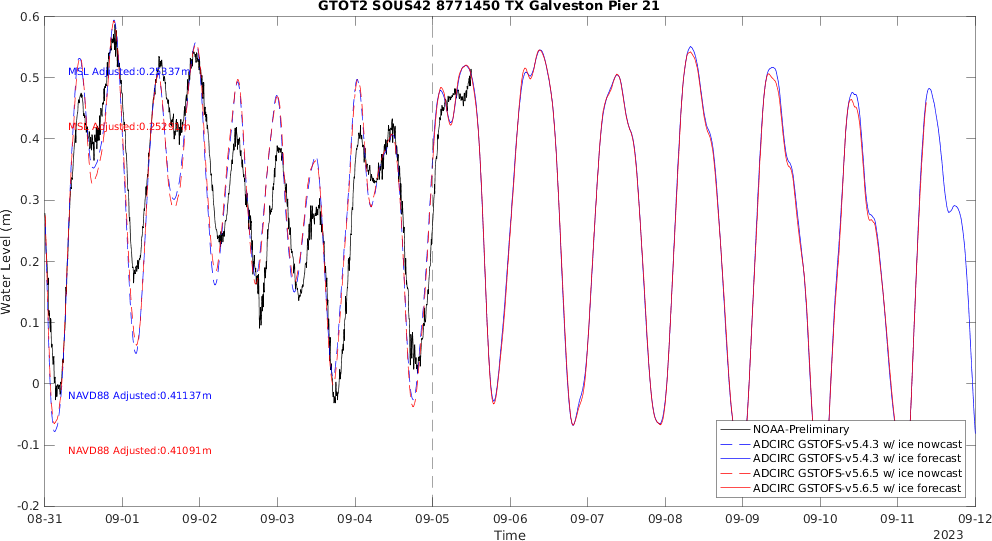 GTOT2 SOUS42 8771450 TX Galveston Pier 21
Water Level (m)
0.6
0.5
0.4
0.3
0.2
0.1
0
-0.1
-0.2
MSL Adjusted:0.25337m
MSL
NAVD88 Adjusted:0.41137m
NAVD88 Adjusted:0.41091m
NOAA-Preliminary
ADCIRC GSTOFS-v5.4.3 w/ ice nowcast
ADCIRC GSTOFS-v5.4.3 w/ ice forecast
ADCIRC GSTOFS-v5.6.5 w/ ice nowcast
ADCIRC GSTOFS-v5.6.5 w/ ice forecast
08-31 09-01 09-02 09-03 09-04 09-05 09-06 09-07 09-08 09-09 09-10 09-11 09-12
Time
2023